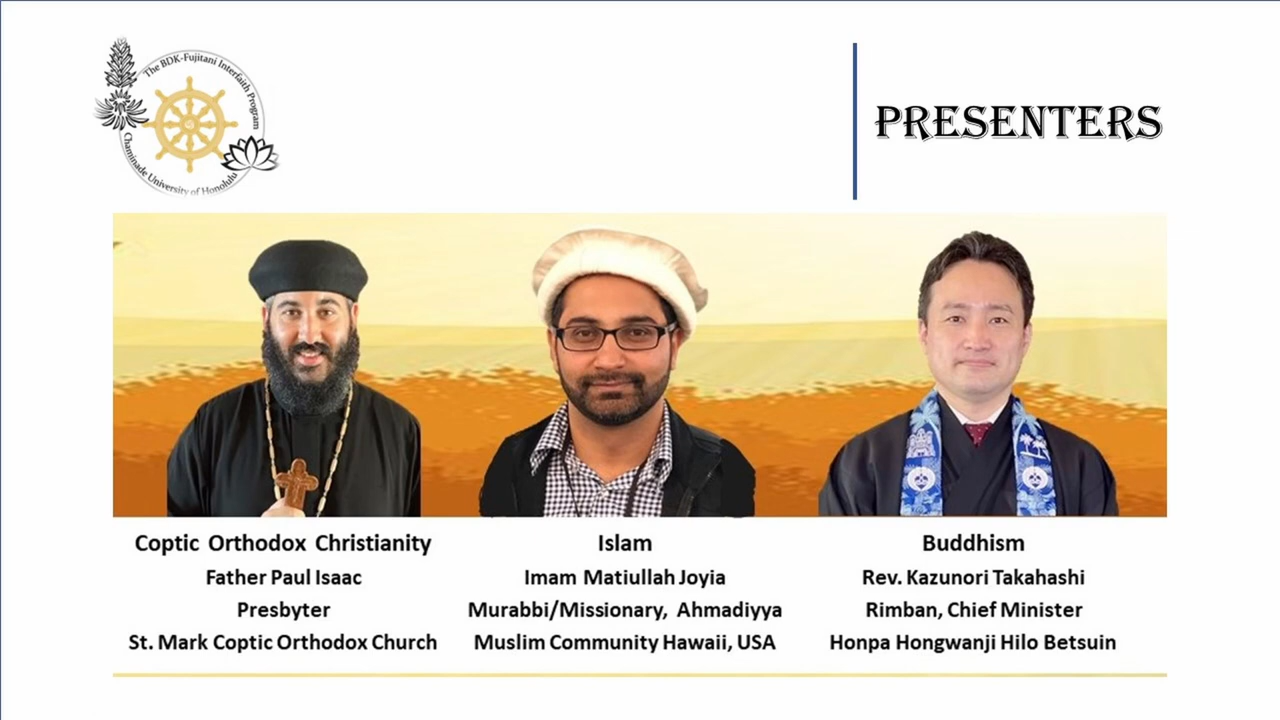 The BDK-Fujitani Interfaith Program
Chaminade University of Honolulu
PRESENTERS
Coptic Orthodox Christianity
Father Paul Isaac
Presbyter
St. Mark Coptic Orthodox Church
Islam
Imam Matiullah Joyia
Murabbi/Missionary, Ahmadiyya
Muslim Community Hawaii, USA
Buddhism
Rev. Kazunori Takahashi
Rimban, Chief Minister
Honpa Hongwanji Hilo Betsuin